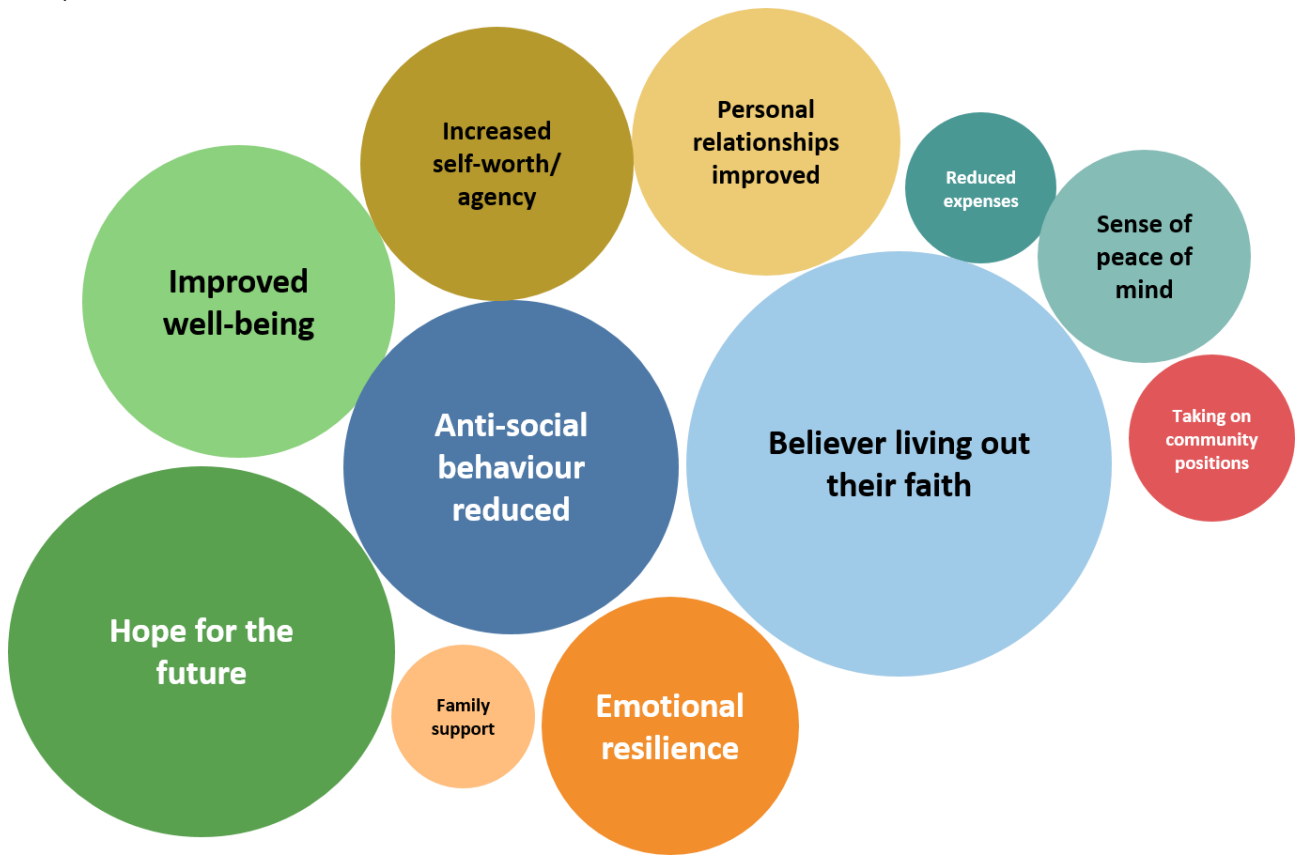 Increased
self-worth/
agency
Personal
relationships
improved
Reduced
expenses
Sense of
peace of
mind
Improved
well-being
Anti-social
behaviour
reduced
Believer living out
their faith
Taking on
community
positions
Hope for the
future
Family
support
Emotional
resilience